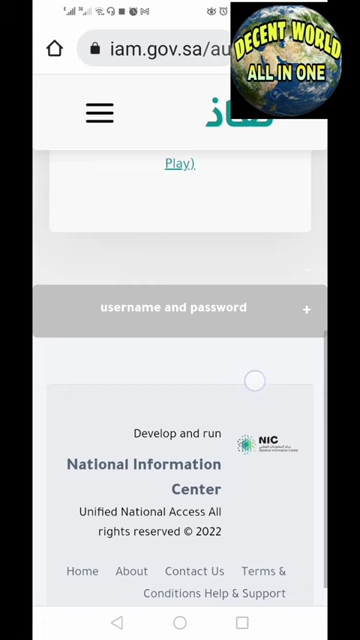 iam.gov.sa/au
DECENT WORLD
ALL IN ONE
نفاذ
Play)
username and password
+
Develop and run
National Information
Center
Unified National Access All
rights reserved © 2022
NIC
Home About Contact Us Terms &
Conditions Help & Support